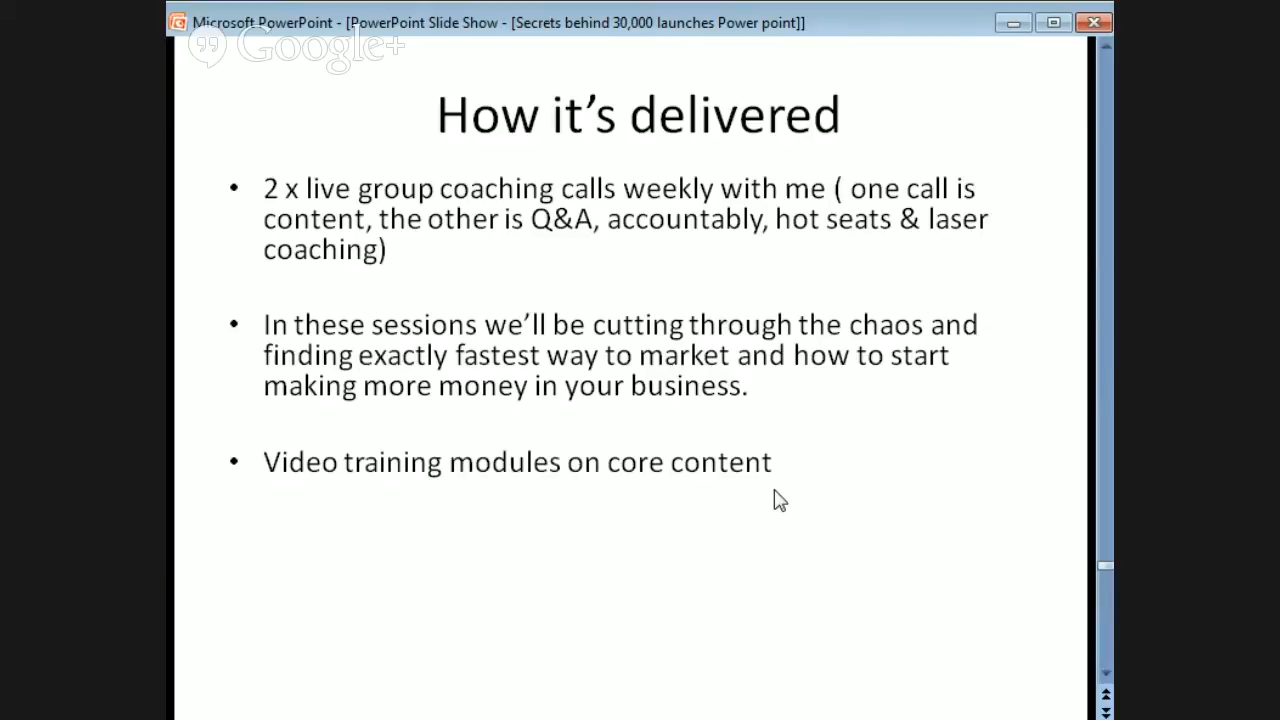 Microsoft PowerPoint - [PowerPoint Slide Show - [Secrets behind 30,000 launches Power point]]
Google+
How it's delivered
• 2 x live group coaching calls weekly with me ( one call is
content, the other is Q&A, accountably, hot seats & laser
coaching)
• In these sessions we'll be cutting through the chaos and
finding exactly fastest way to market and how to start
making more money in your business.
• Video training modules on core content